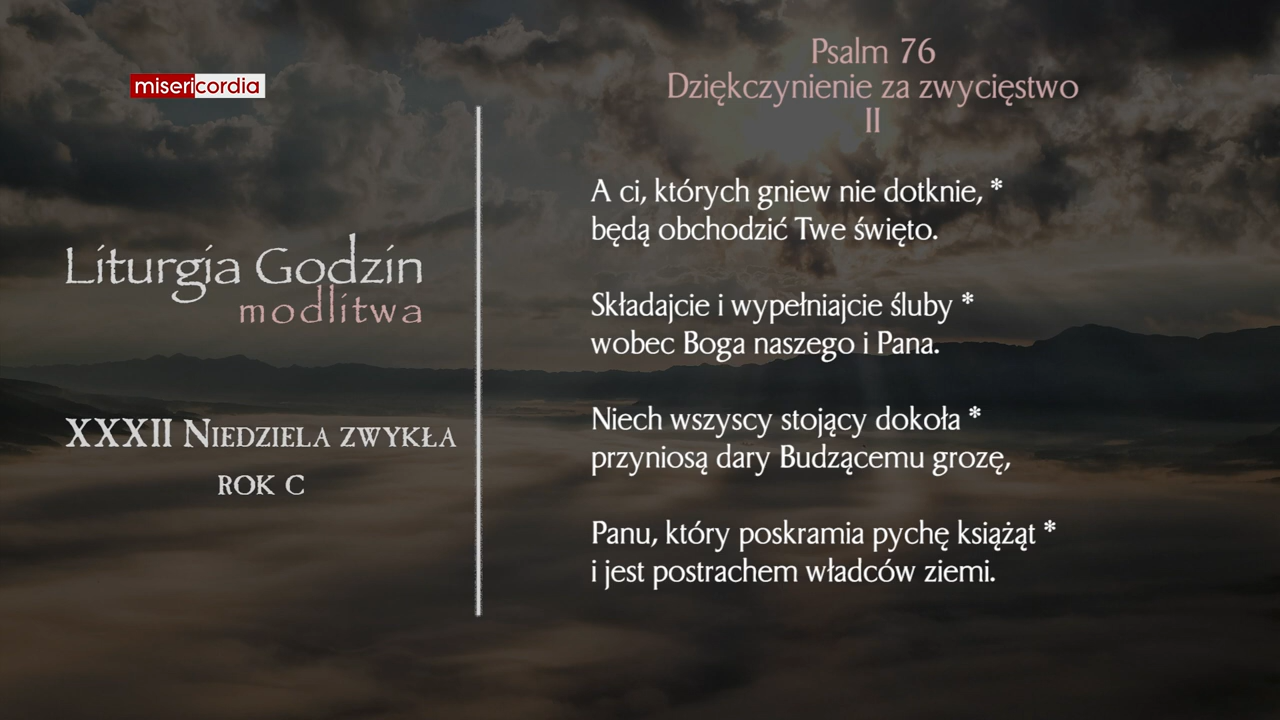 misericordia
Liturgia Godzin
modlitwa
XXXII Niedziela zwykła
rok C
Psalm 76
Dziękczynienie za zwycięstwo
II
A ci, których gniew nie dotknie, *
będą obchodzić Twe święto.
Składajcie i wypełniajcie śluby *
wobec Boga naszego i Pana.
Niech wszyscy stojący dokoła *
przyniosą dary Budzącemu grozę,
Panu, który poskramia pychę książąt *
i jest postrachem władców ziemi.